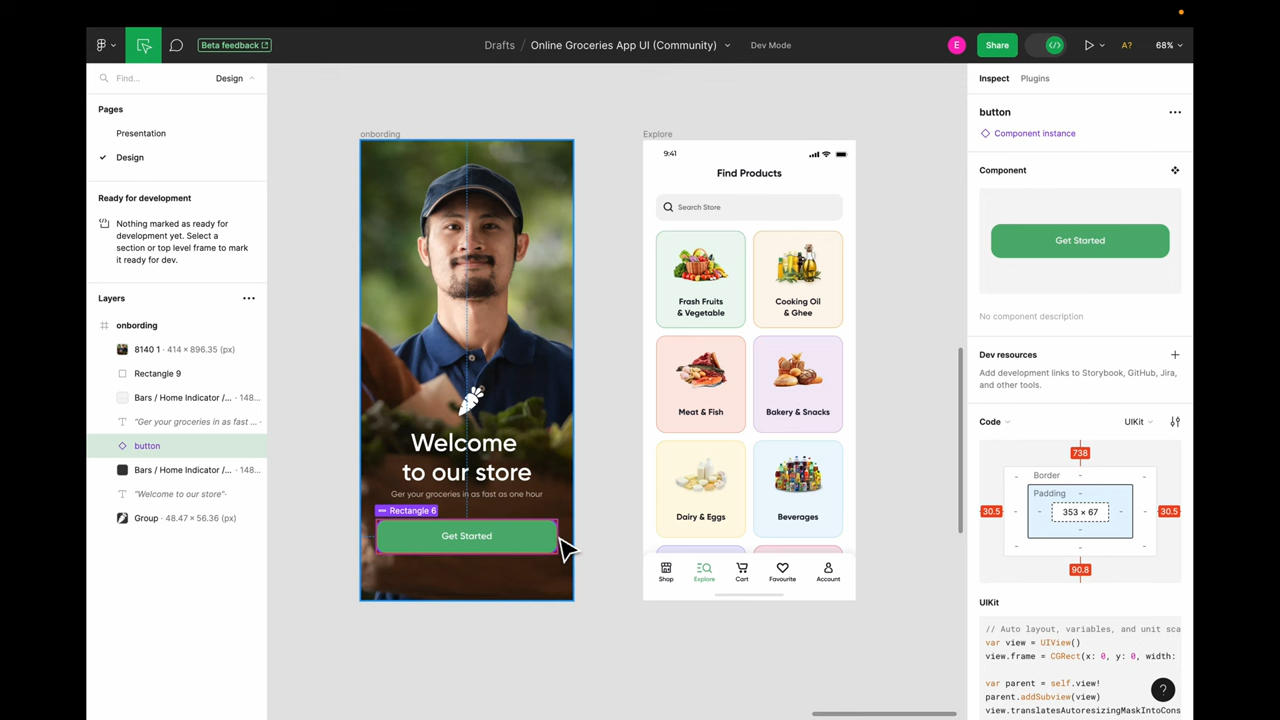 Beta feedback
Drafts / Online Groceries App UI (Community)
Dev Mode
E
Share
A?
68%
Find...
Design
Pages
Presentation
Design
Ready for development
Nothing marked as ready for
development yet. Select a
section or top level frame to mark
it ready for dev.
Layers
onbording
8140 1 · 414 × 896.35 (px)
Rectangle 9
Bars / Home Indicator /... · 148...
"Ger your groceries in as fast ... ·
button
Bars / Home Indicator /... · 148...
"Welcome to our store"·
Group · 48.47 × 56.36 (px)
onbording
Welcome
to our store
Ger your groceries in as fast as one hour
Rectangle 6
Get Started
Explore
9:41
Find Products
Search Store
Frash Fruits
& Vegetable
Cooking Oil
& Ghee
Meat & Fish
Bakery & Snacks
Dairy & Eggs
Beverages
Shop
Explore
Cart
Favourite
Account
Inspect
Plugins
button
Component instance
Component
Get Started
No component description
Dev resources
Add development links to Storybook, GitHub, Jira,
and other tools.
Code
UIKit
738
Border -
Padding -
30.5
353 × 67
30.5
90.8
UIKit
// Auto layout, variables, and unit sca
var view = UIView()
view.frame = CGRect(x: 0, y: 0, width:
var parent = self.view!
parent.addSubview(view)
view.translatesAutoresizingMaskIntoCons
?